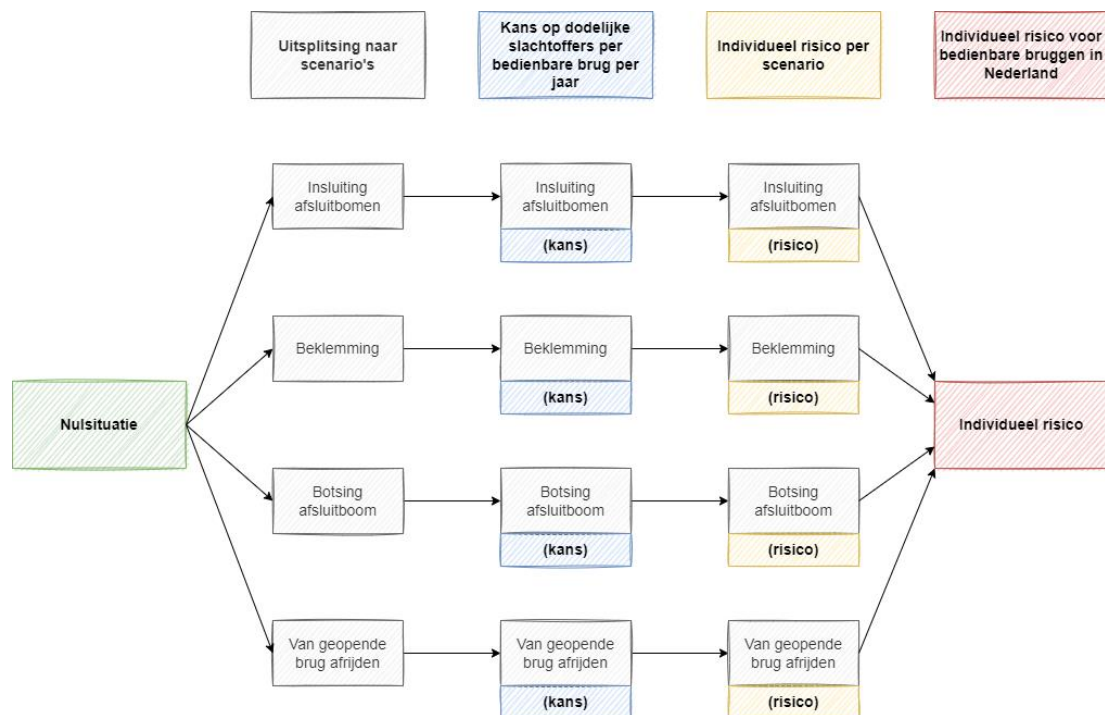 Uitsplitsing naar
scenario's
Kans op dodelijke
slachtoffers per
bedienbare brug per
jaar
Individueel risico per
scenario
Individueel risico voor
bedienbare bruggen in
Nederland
Insluiting
afsluitbomen
Insluiting
afsluitbomen
(kans)
Insluiting
afsluitbomen
(risico)
Beklemming
Beklemming
(kans)
Beklemming
(risico)
Nulsituatie
Individueel risico
Botsing
afsluitboom
Botsing
afsluitboom
(kans)
Botsing
afsluitboom
(risico)
Van geopende
brug afrijden
Van geopende
brug afrijden
(kans)
Van geopende
brug afrijden
(risico)